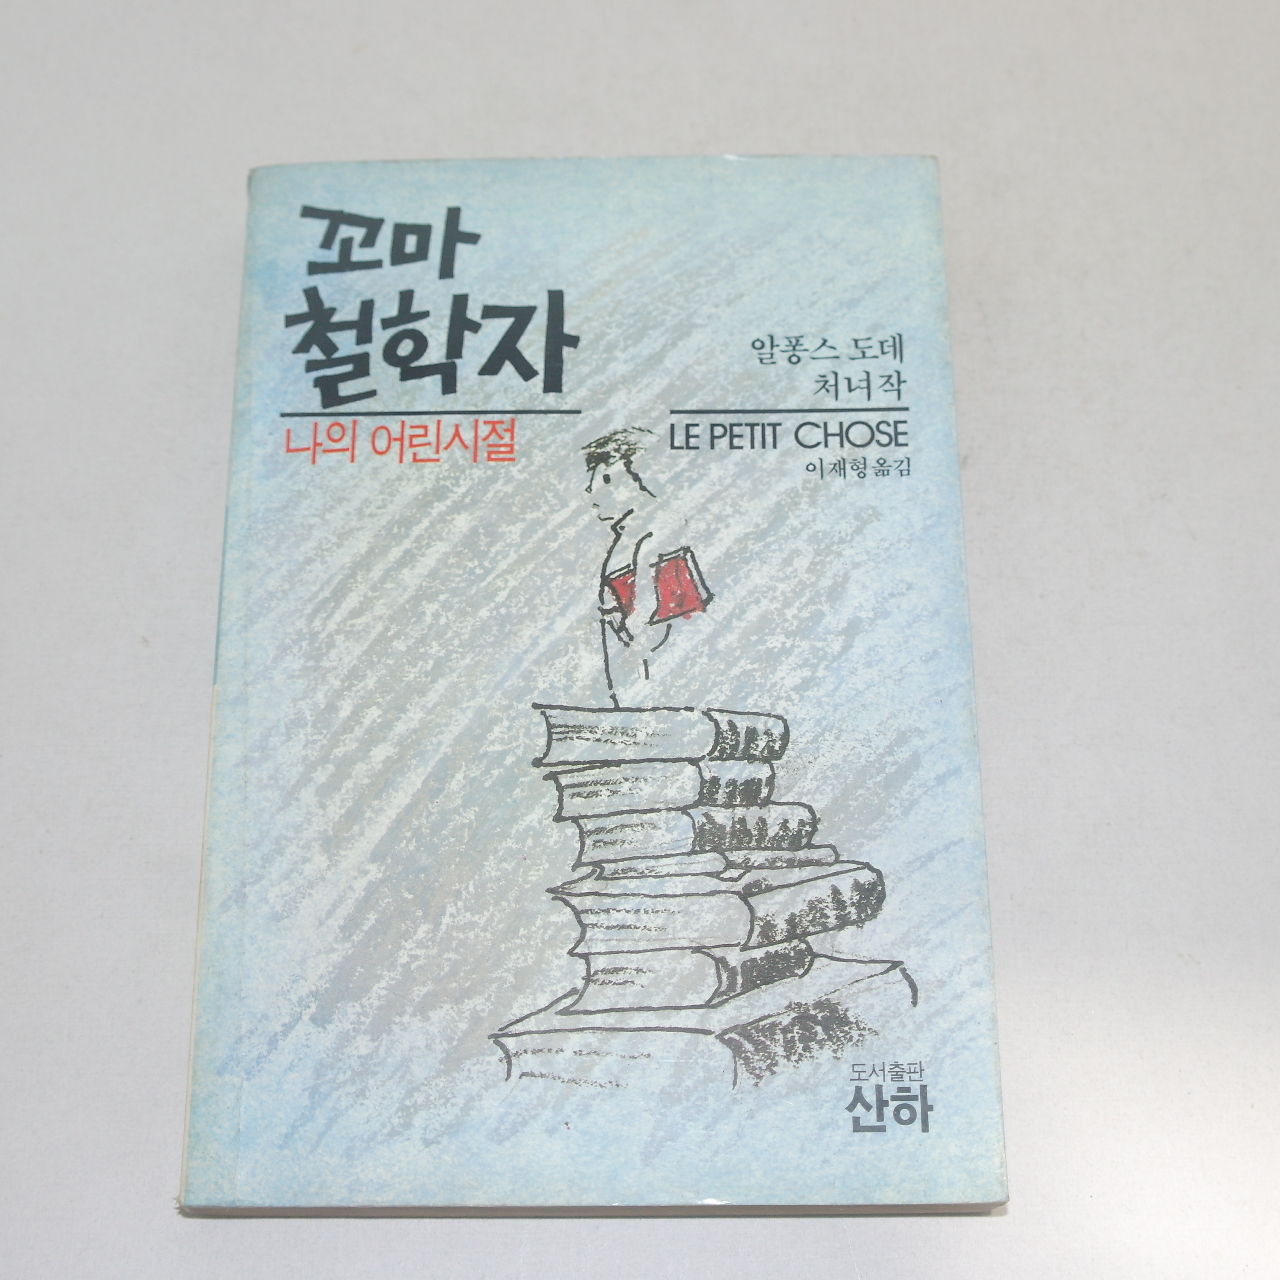 꼬마
철학자
나의 어린시절
알퐁스 도데
처녀작
LE PETIT CHOSE
이재형 옮김
도서출판
산하